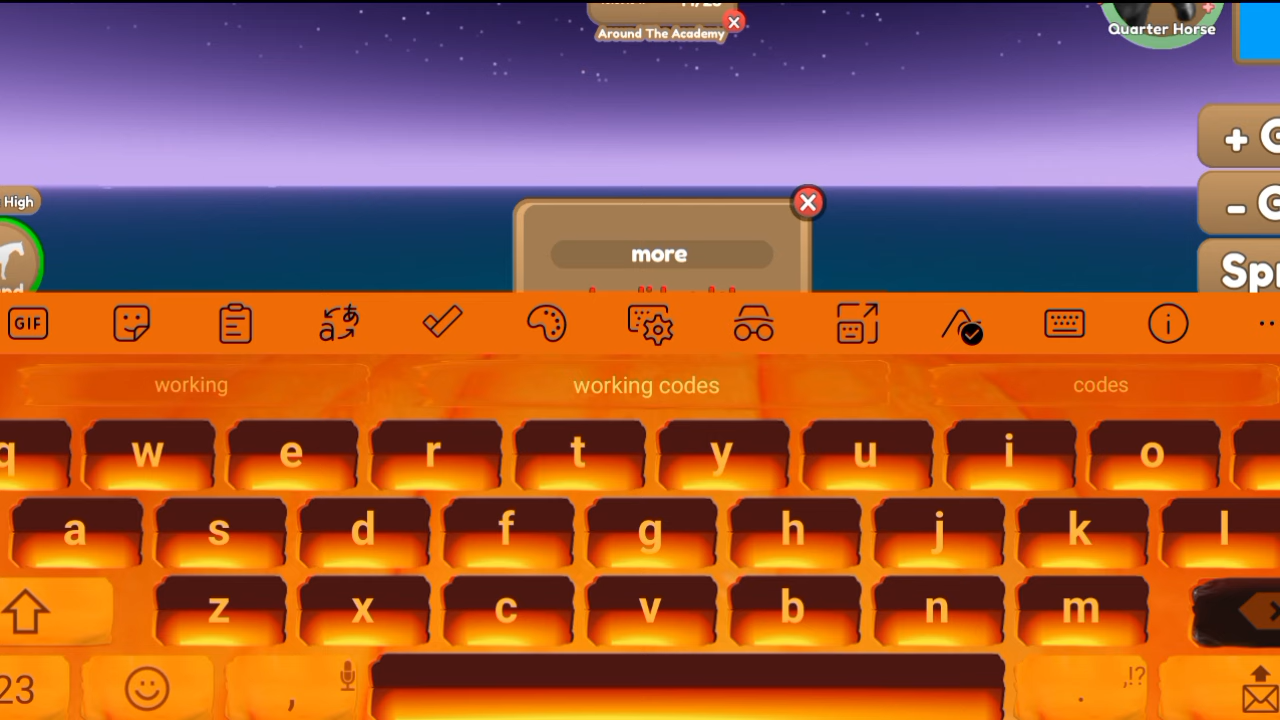 Around The Academy
Quarter Horse
+ G
High
- G
more
Spr
GIF
working
working codes
codes
q w e r t y u i o
a s d f g h j k l
z x c v b n m
23 , . ,!?